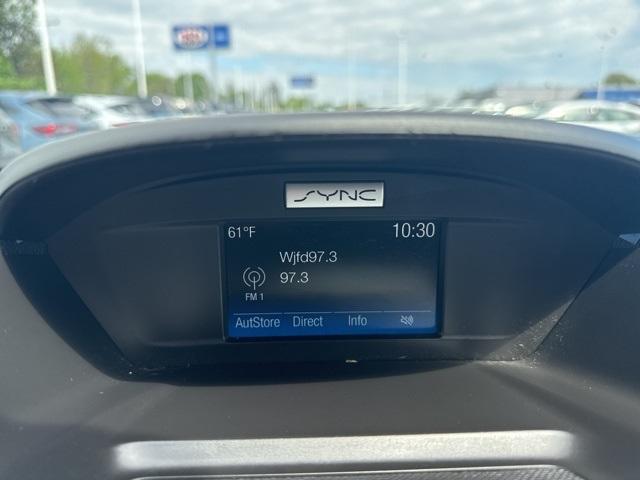 SYNC
61°F 10:30
Wjfd97.3
97.3
FM 1
AutStore Direct Info